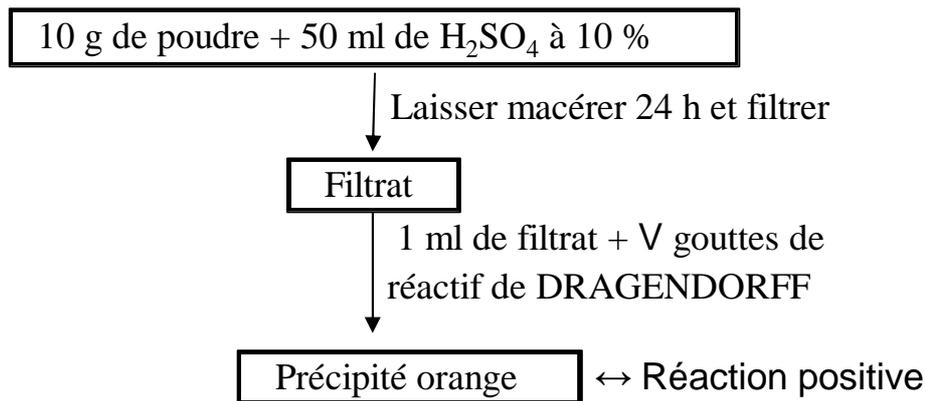 10 g de poudre + 50 ml de H₂SO₄ à 10 %
Laisser macérer 24 h et filtrer
Filtrat
1 ml de filtrat + V gouttes de
réactif de DRAGENDORFF
Précipité orange ↔ Réaction positive